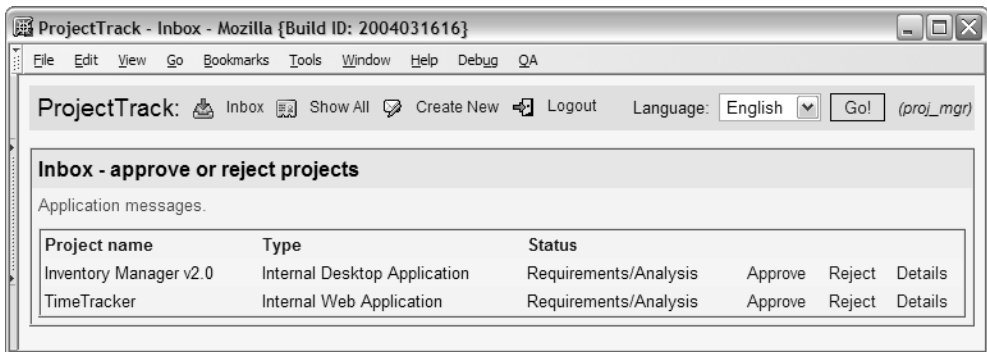 ProjectTrack - Inbox - Mozilla {Build ID: 2004031616}
File Edit View Go Bookmarks Tools Window Help Debug QA
ProjectTrack: Inbox Show All Create New Logout Language: English Go! (proj_mgr)
Inbox - approve or reject projects
Application messages.
Project name Type Status
Inventory Manager v2.0 Internal Desktop Application Requirements/Analysis Approve Reject Details
TimeTracker Internal Web Application Requirements/Analysis Approve Reject Details